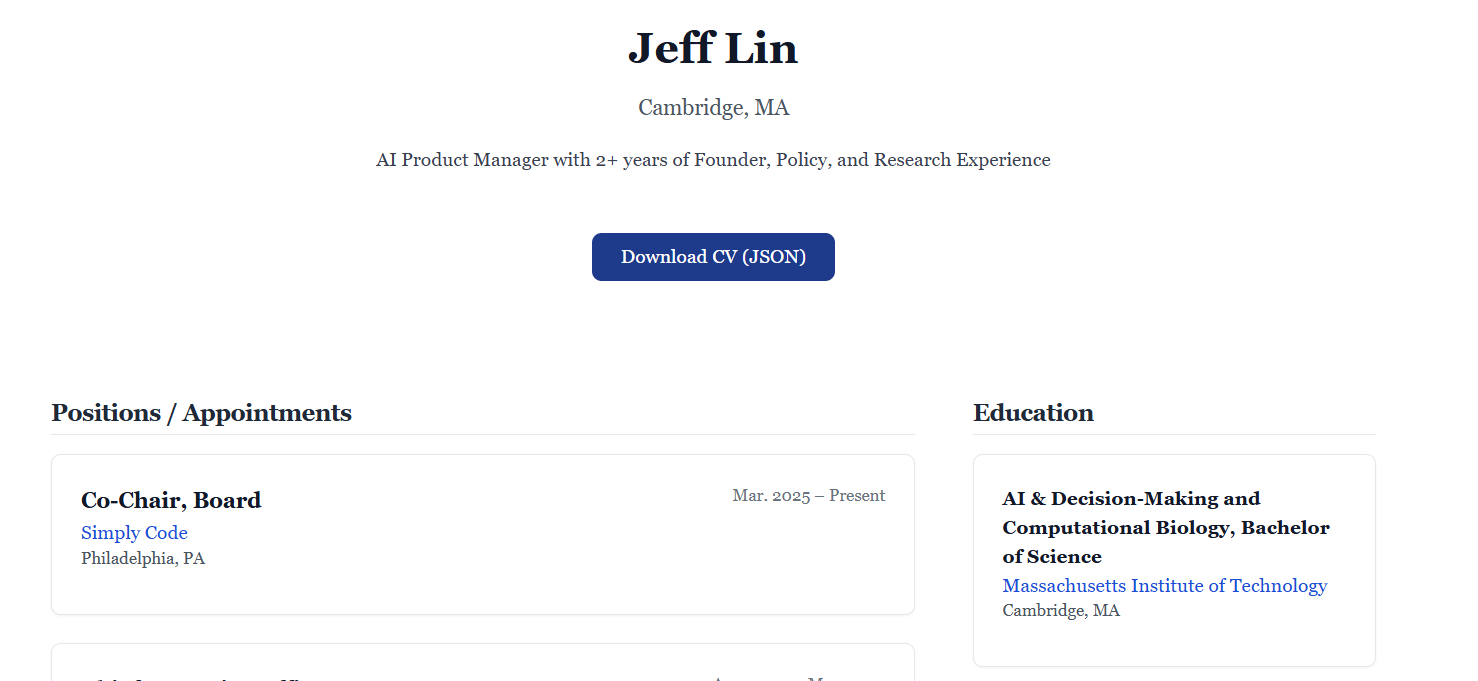 Jeff Lin
Cambridge, MA
AI Product Manager with 2+ years of Founder, Policy, and Research Experience
Download CV (JSON)
Positions / Appointments
Co-Chair, Board
Mar. 2025 – Present
Simply Code
Philadelphia, PA
Education
AI & Decision-Making and
Computational Biology, Bachelor
of Science
Massachusetts Institute of Technology
Cambridge, MA